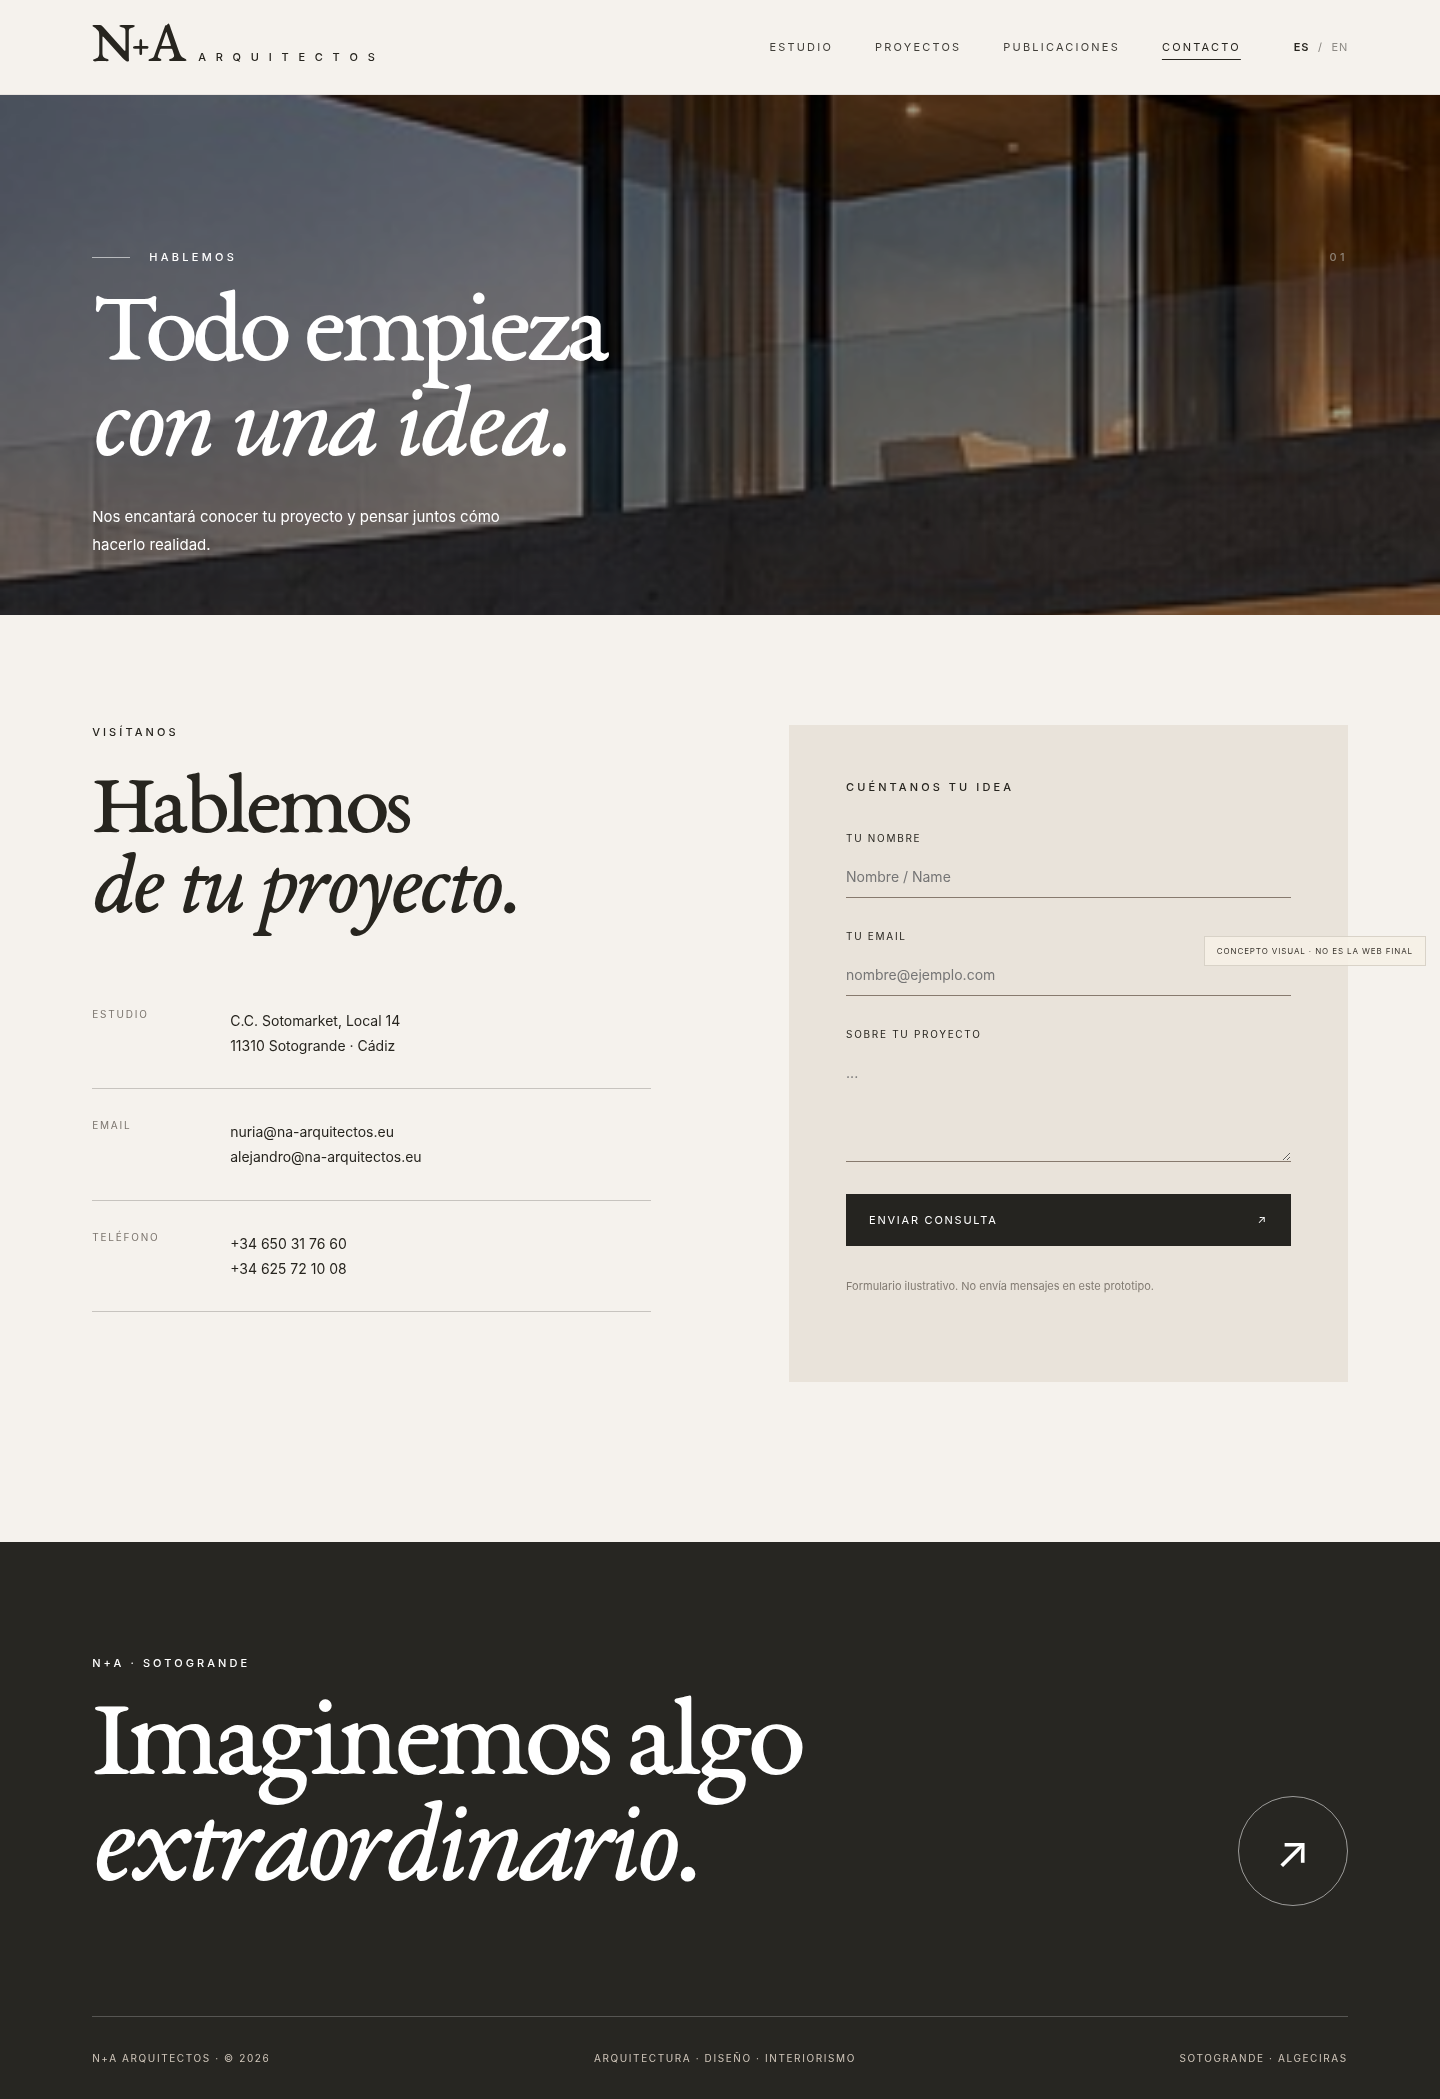 N+A ARQUITECTOS
ESTUDIO PROYECTOS PUBLICACIONES CONTACTO ES / EN
HABLEMOS
01
Todo empieza
con una idea.
Nos encantará conocer tu proyecto y pensar juntos cómo
hacerlo realidad.
VISÍTANOS
Hablemos
de tu proyecto.
ESTUDIO
C.C. Sotomarket, Local 14
11310 Sotogrande · Cádiz
EMAIL
nuria@na-arquitectos.eu
alejandro@na-arquitectos.eu
TELÉFONO
+34 650 31 76 60
+34 625 72 10 08
CUÉNTANOS TU IDEA
TU NOMBRE
Nombre / Name
TU EMAIL
CONCEPTO VISUAL · NO ES LA WEB FINAL
nombre@ejemplo.com
SOBRE TU PROYECTO
...
ENVIAR CONSULTA ↗
Formulario ilustrativo. No envía mensajes en este prototipo.
N+A · SOTOGRANDE
Imaginemos algo
extraordinario.
↗
N+A ARQUITECTOS · © 2026
ARQUITECTURA · DISEÑO · INTERIORISMO
SOTOGRANDE · ALGECIRAS